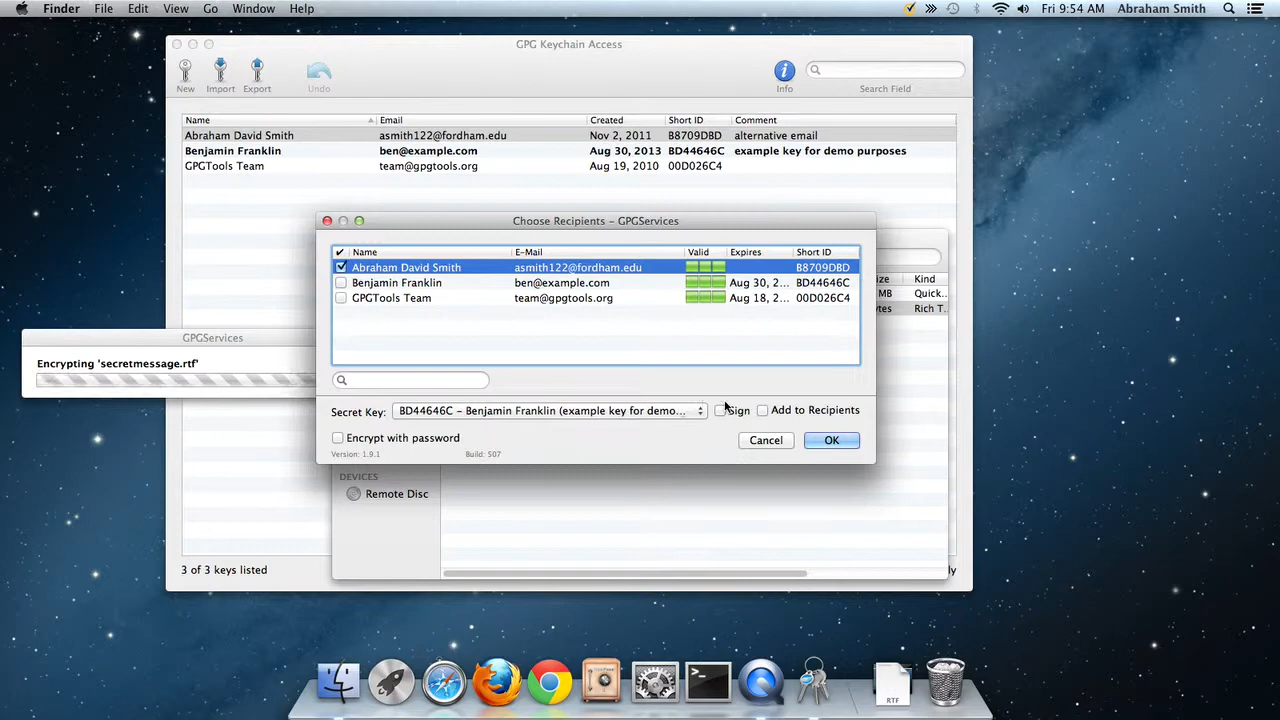 Finder File Edit View Go Window Help Fri 9:54 AM Abraham Smith
GPG Keychain Access
New Import Export Undo Info Search Field
Name Email Created Short ID Comment
Abraham David Smith asmith122@fordham.edu Nov 2, 2011 B8709DBD alternative email
Benjamin Franklin ben@example.com Aug 30, 2013 BD44646C example key for demo purposes
GPGTools Team team@gpgtools.org Aug 19, 2010 00D026C4
Choose Recipients – GPGServices
Name E-Mail Valid Expires Short ID
Abraham David Smith asmith122@fordham.edu B8709DBD
Benjamin Franklin ben@example.com Aug 30, 2... BD44646C
GPGTools Team team@gpgtools.org Aug 18, 2... 00D026C4
ize Kind
MB Quick...
ytes Rich T...
GPGServices
Encrypting 'secretmessage.rtf'
Secret Key: BD44646C – Benjamin Franklin (example key for demo... Sign Add to Recipients
Encrypt with password
Cancel OK
Version: 1.9.1 Build: 507
DEVICES
Remote Disc
3 of 3 keys listed
ly
RTF